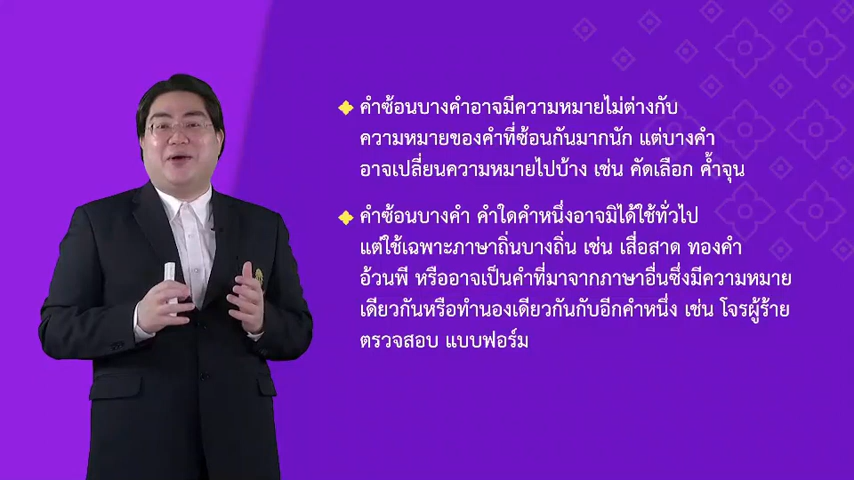 คำซ้อนบางคำอาจมีความหมายไม่ต่างกับ
ความหมายของคำที่ซ้อนกันมากนัก แต่บางคำ
อาจเปลี่ยนความหมายไปบ้าง เช่น คัดเลือก ค้ำจุน
คำซ้อนบางคำ คำใดคำหนึ่งอาจมิได้ใช้ทั่วไป
แต่ใช้เฉพาะภาษาถิ่นบางถิ่น เช่น เสื่อสาด ทองคำ
อ้วนพี หรืออาจเป็นคำที่มาจากภาษาอื่นซึ่งมีความหมาย
เดียวกันหรือทำนองเดียวกันกับอีกคำหนึ่ง เช่น โจรผู้ร้าย
ตรวจสอบ แบบฟอร์ม